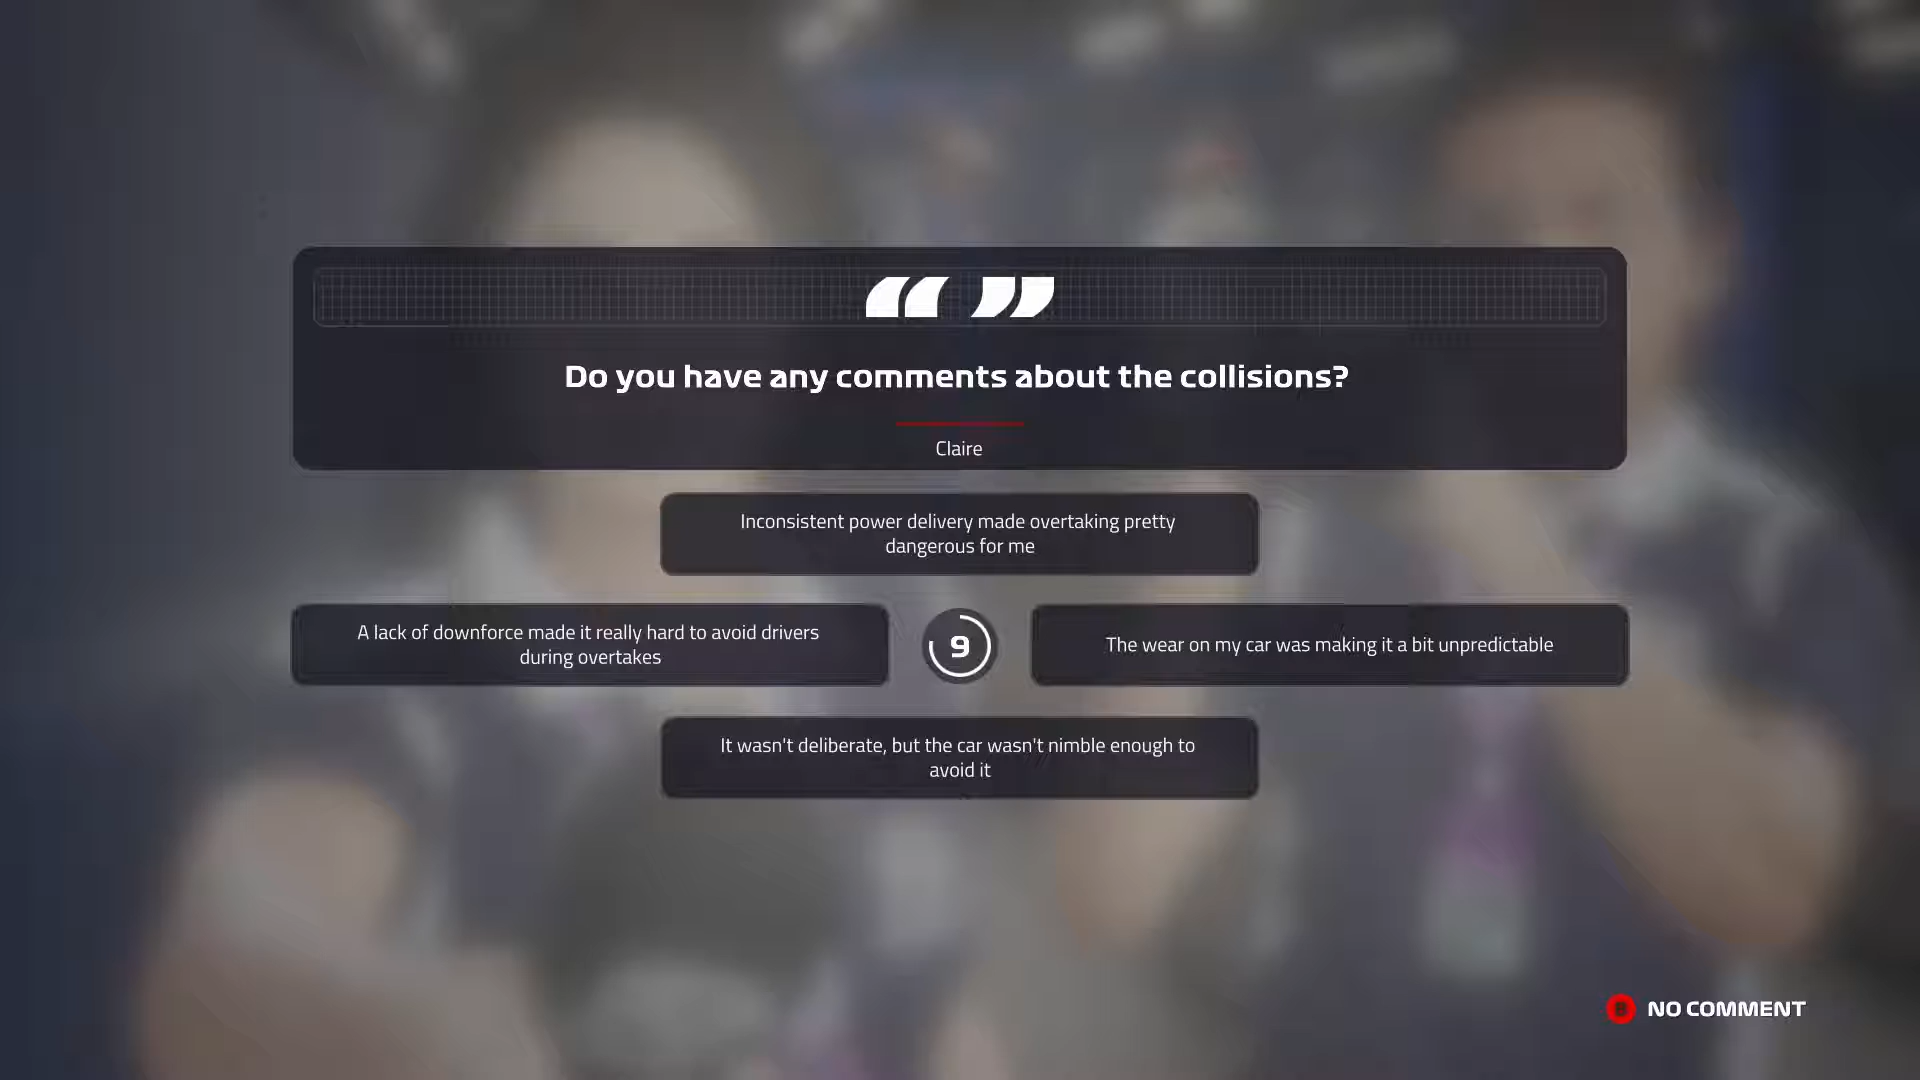 “ ”
Do you have any comments about the collisions?
Claire
Inconsistent power delivery made overtaking pretty
dangerous for me
A lack of downforce made it really hard to avoid drivers
during overtakes
9
The wear on my car was making it a bit unpredictable
It wasn't deliberate, but the car wasn't nimble enough to
avoid it
B NO COMMENT